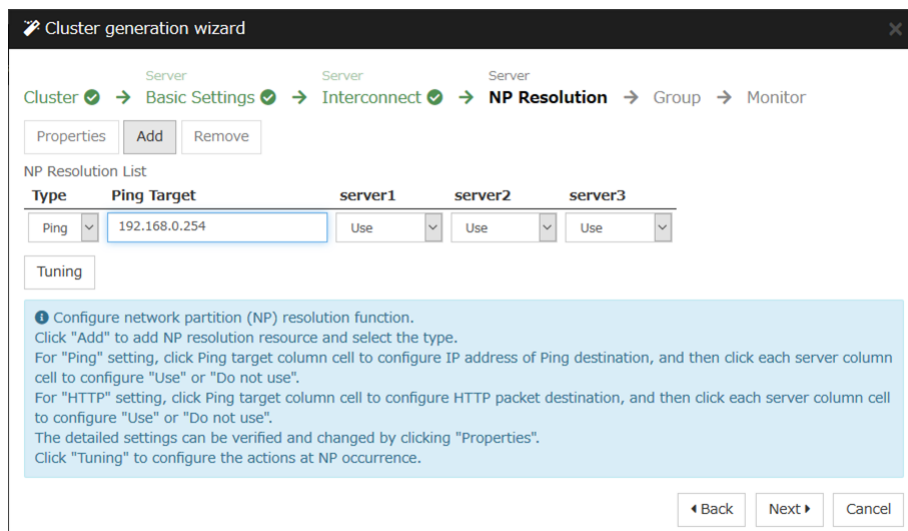 Cluster generation wizard
Server Server Server
Cluster → Basic Settings → Interconnect → NP Resolution → Group → Monitor
Properties Add Remove
NP Resolution List
Type Ping Target server1 server2 server3
Ping 192.168.0.254 Use Use Use
Tuning
Configure network partition (NP) resolution function.
Click "Add" to add NP resolution resource and select the type.
For "Ping" setting, click Ping target column cell to configure IP address of Ping destination, and then click each server column
cell to configure "Use" or "Do not use".
For "HTTP" setting, click Ping target column cell to configure HTTP packet destination, and then click each server column cell
to configure "Use" or "Do not use".
The detailed settings can be verified and changed by clicking "Properties".
Click "Tuning" to configure the actions at NP occurrence.
Back Next Cancel